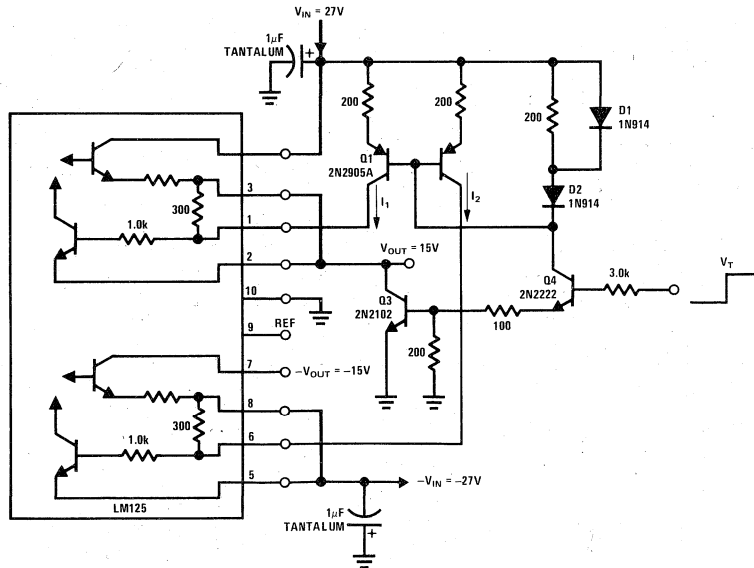 V_IN = 27V
1μF
TANTALUM
+
200
200
200
D1
1N914
Q1
2N2905A
D2
1N914
3
300
1.0k
1
I1
I2
2
V_OUT = 15V
10
Q3
2N2102
Q4
2N2222
3.0k
V_T
9
REF
100
200
7
-V_OUT = -15V
8
300
1.0k
6
5
-V_IN = -27V
LM125
1μF
TANTALUM
+